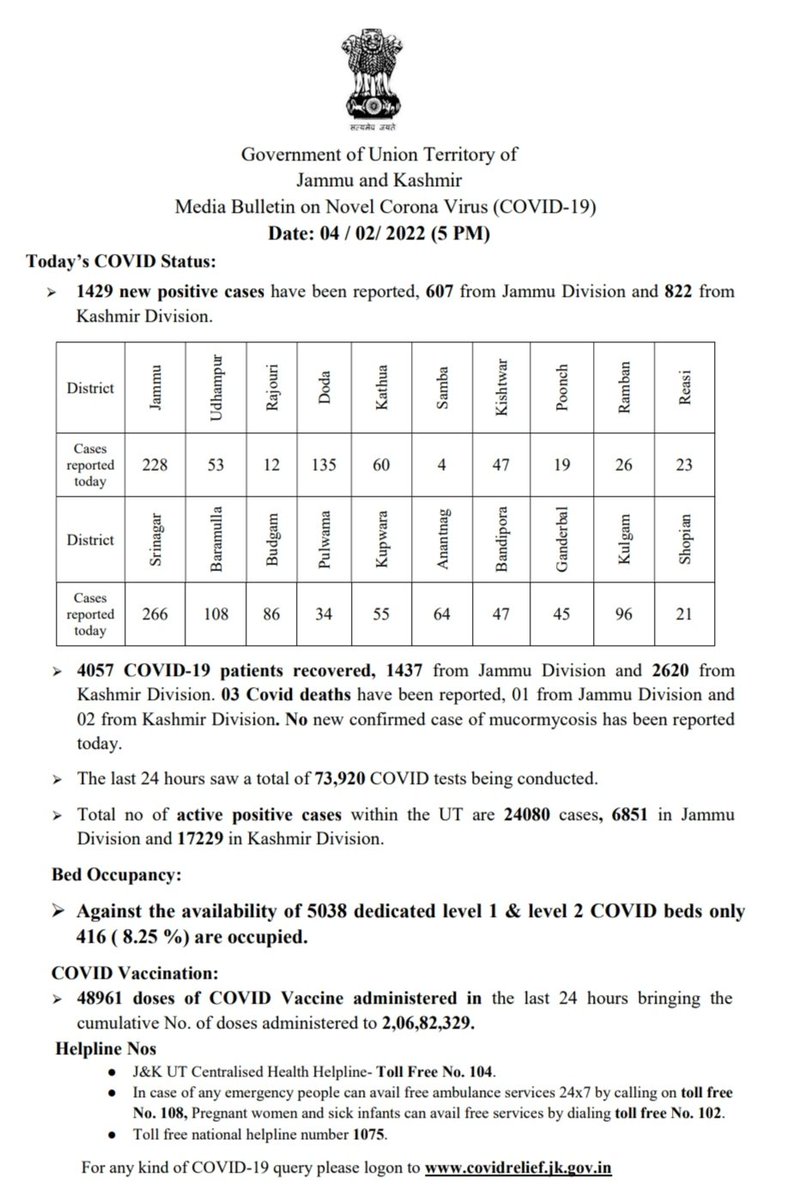 सत्यमेव जयते
Government of Union Territory of
Jammu and Kashmir
Media Bulletin on Novel Corona Virus (COVID-19)
Date: 04 / 02/ 2022 (5 PM)
Today's COVID Status:
➢ 1429 new positive cases have been reported, 607 from Jammu Division and 822 from
Kashmir Division.
District Jammu Udhampur Rajouri Doda Kathua Samba Kishtwar Poonch Ramban Reasi
Cases
reported
today 228 53 12 135 60 4 47 19 26 23
District Srinagar Baramulla Budgam Pulwama Kupwara Anantnag Bandipora Ganderbal Kulgam Shopian
Cases
reported
today 266 108 86 34 55 64 47 45 96 21
➢ 4057 COVID-19 patients recovered, 1437 from Jammu Division and 2620 from
Kashmir Division. 03 Covid deaths have been reported, 01 from Jammu Division and
02 from Kashmir Division. No new confirmed case of mucormycosis has been reported
today.
➢ The last 24 hours saw a total of 73,920 COVID tests being conducted.
➢ Total no of active positive cases within the UT are 24080 cases, 6851 in Jammu
Division and 17229 in Kashmir Division.
Bed Occupancy:
➢ Against the availability of 5038 dedicated level 1 & level 2 COVID beds only
416 ( 8.25 %) are occupied.
COVID Vaccination:
➢ 48961 doses of COVID Vaccine administered in the last 24 hours bringing the
cumulative No. of doses administered to 2,06,82,329.
Helpline Nos
● J&K UT Centralised Health Helpline- Toll Free No. 104.
● In case of any emergency people can avail free ambulance services 24x7 by calling on toll free
No. 108, Pregnant women and sick infants can avail free services by dialing toll free No. 102.
● Toll free national helpline number 1075.
For any kind of COVID-19 query please logon to www.covidrelief.jk.gov.in